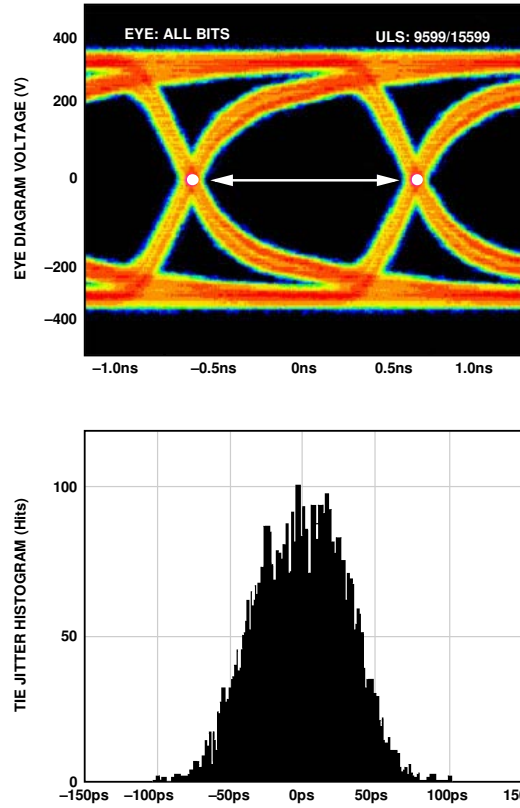 EYE: ALL BITS
ULS: 9599/15599
EYE DIAGRAM VOLTAGE (V)
400
200
0
–200
–400
–1.0ns
–0.5ns
0ns
0.5ns
1.0ns
TIE JITTER HISTOGRAM (Hits)
100
50
0
–150ps
–100ps
–50ps
0ps
50ps
100ps